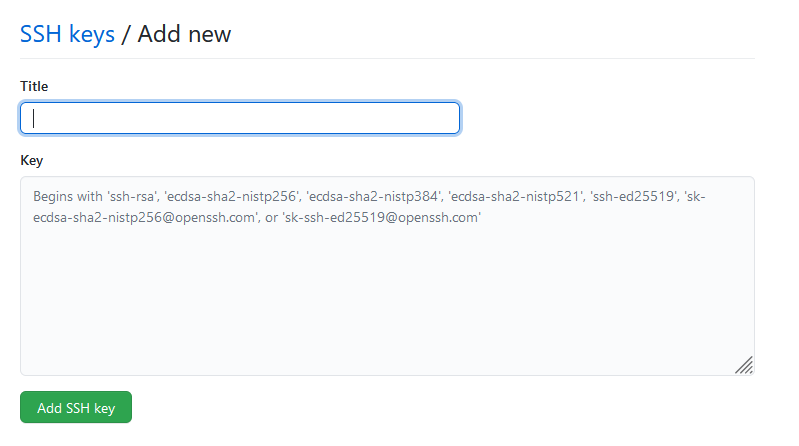 SSH keys / Add new
Title
Key
Begins with 'ssh-rsa', 'ecdsa-sha2-nistp256', 'ecdsa-sha2-nistp384', 'ecdsa-sha2-nistp521', 'ssh-ed25519', 'sk-
ecdsa-sha2-nistp256@openssh.com', or 'sk-ssh-ed25519@openssh.com'
Add SSH key